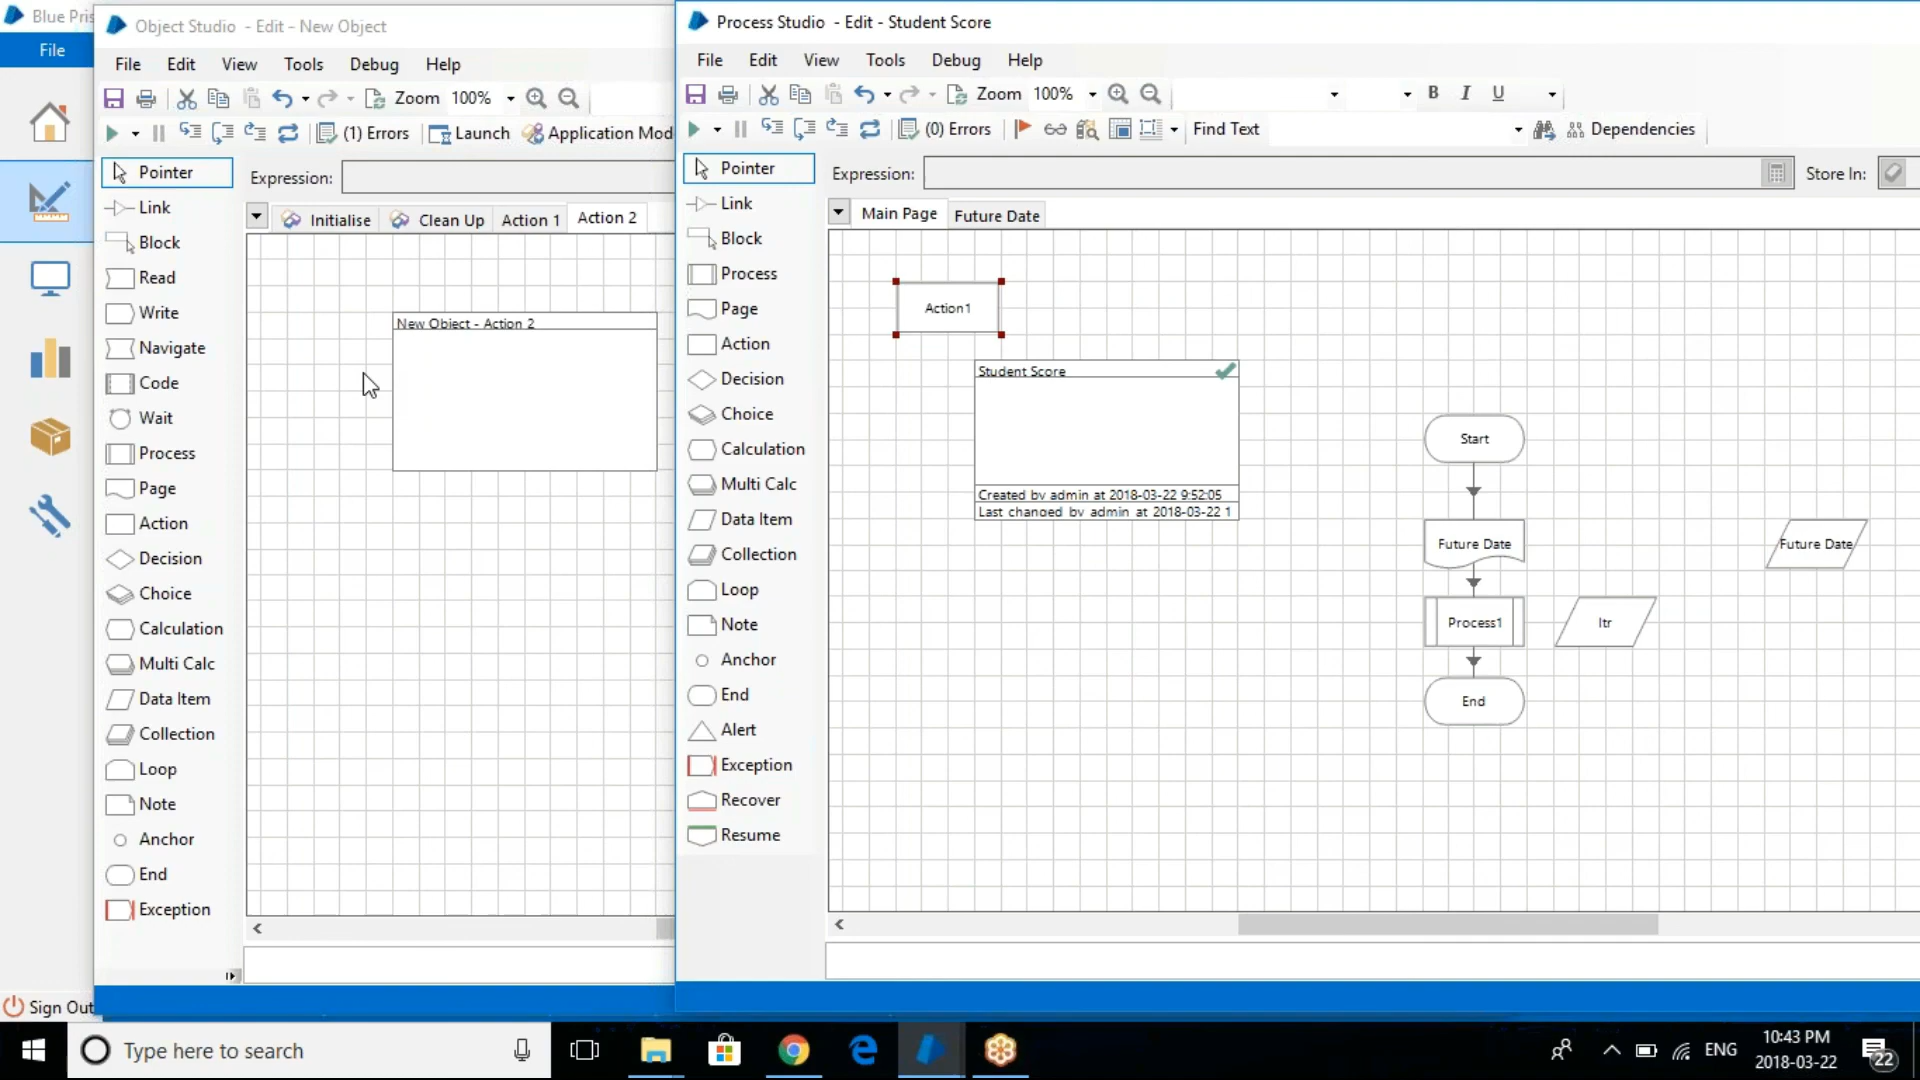 Blue Pris
File
Sign Out
Object Studio - Edit - New Object
File Edit View Tools Debug Help
Zoom 100%
(1) Errors Launch Application Mod
Pointer
Link
Block
Read
Write
Navigate
Code
Wait
Process
Page
Action
Decision
Choice
Calculation
Multi Calc
Data Item
Collection
Loop
Note
Anchor
End
Exception
Expression:
Initialise Clean Up Action 1 Action 2
New Object - Action 2
Process Studio - Edit - Student Score
File Edit View Tools Debug Help
Zoom 100% B I U
(0) Errors Find Text Dependencies
Pointer
Link
Block
Process
Page
Action
Decision
Choice
Calculation
Multi Calc
Data Item
Collection
Loop
Note
Anchor
End
Alert
Exception
Recover
Resume
Expression: Store In:
Main Page Future Date
Action1
Student Score
Created by admin at 2018-03-22 9:52:05
Last changed by admin at 2018-03-22 1
Start
Future Date
Process1
End
Itr
Future Date
Type here to search
ENG
10:43 PM
2018-03-22
22